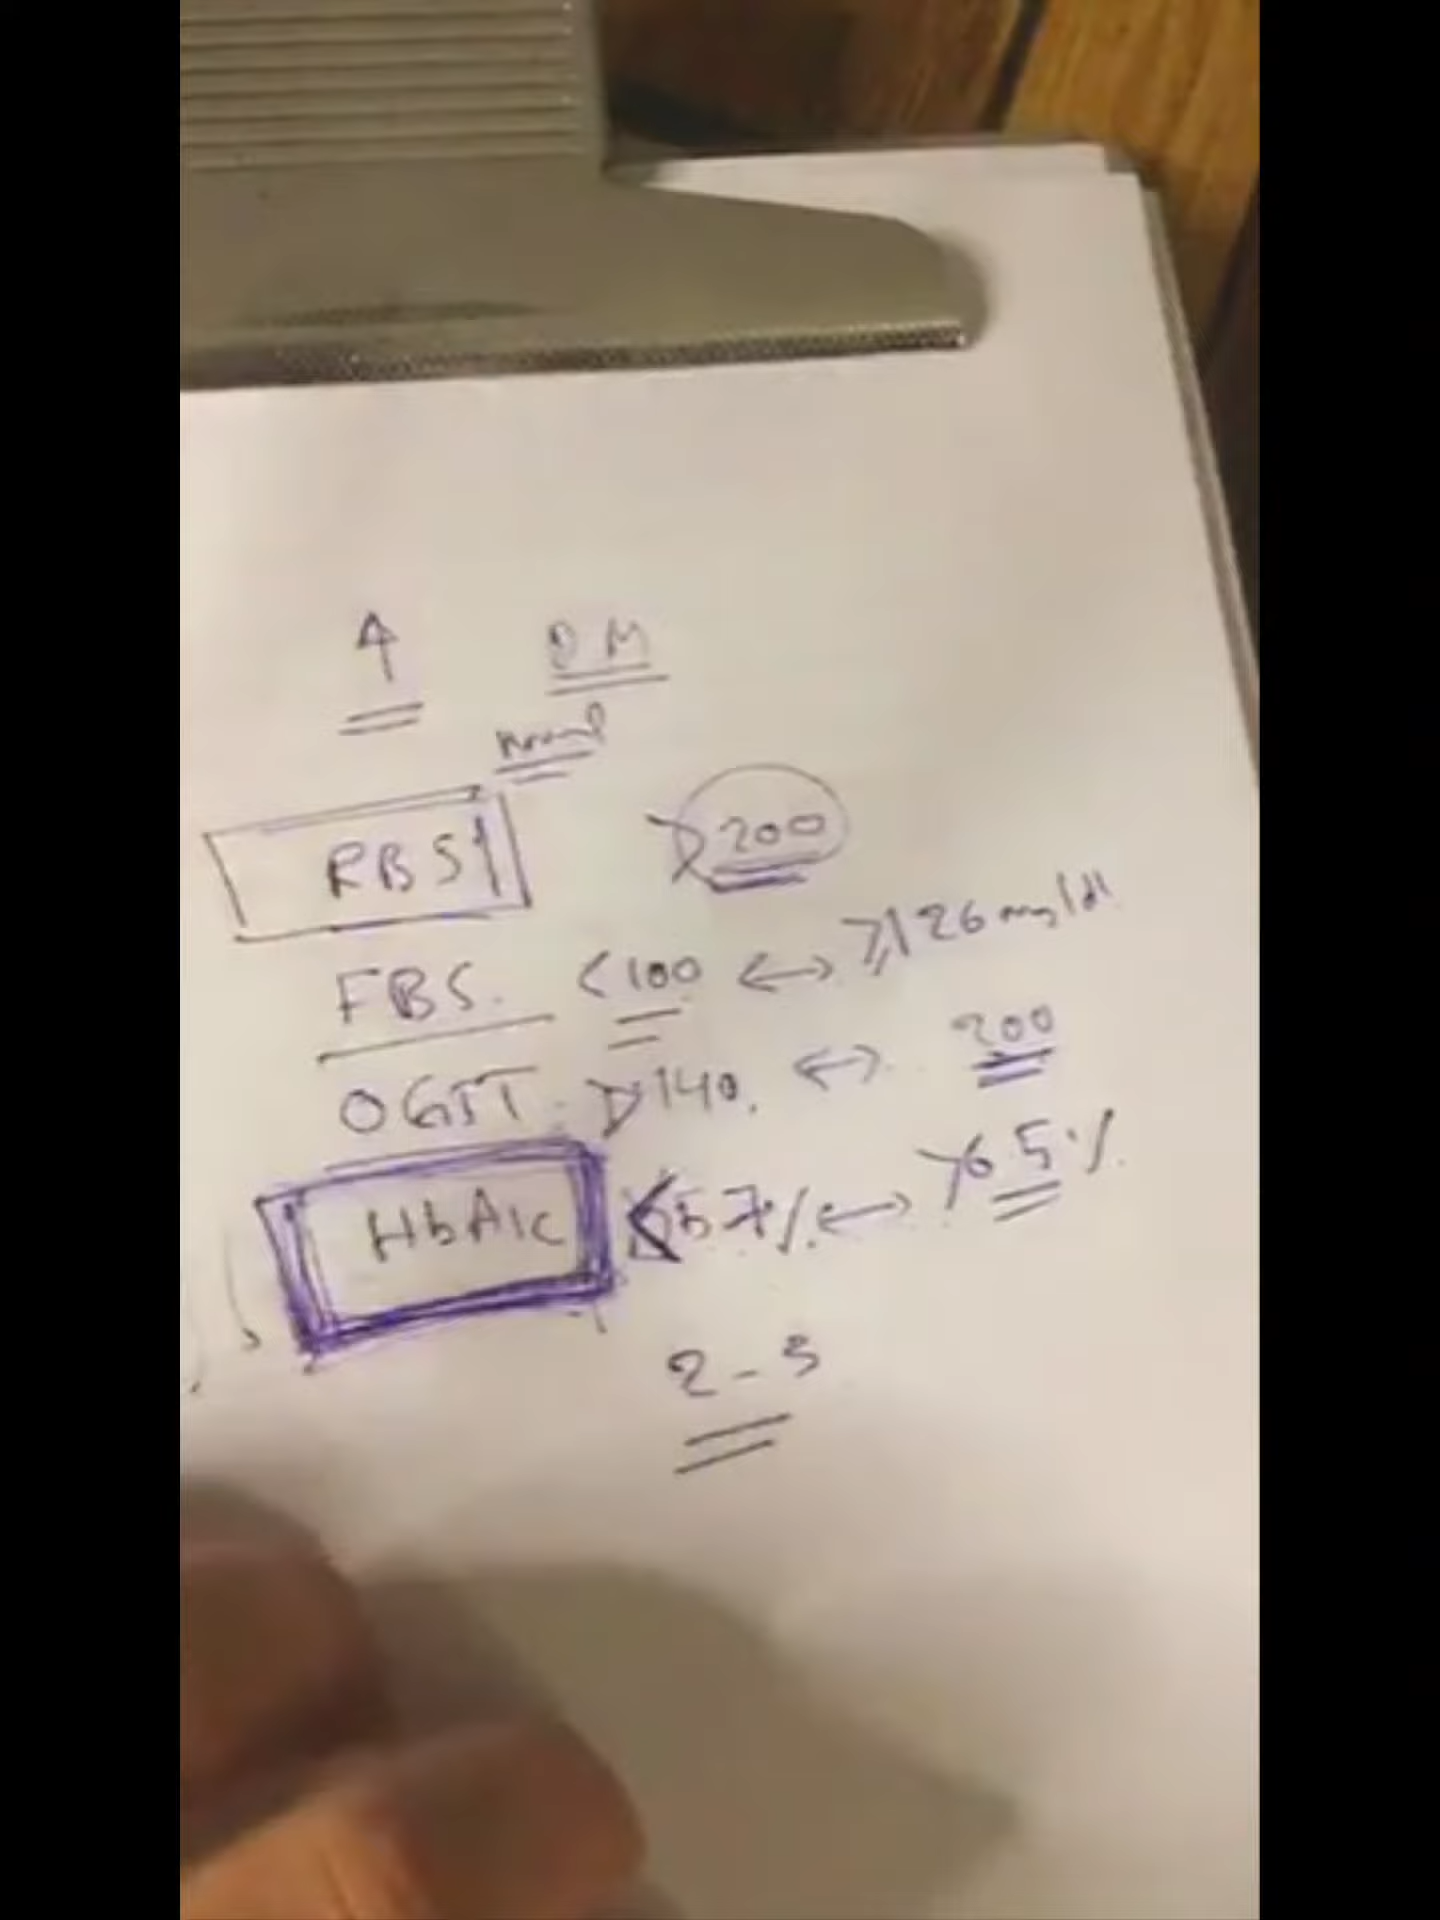 ↑ DM
normal
RBS >200
FBS. <100 ↔ ≥126 mg/dl
OGTT. >140. ↔ 200
HbA1c <5.7% ↔ >6.5%
2-3